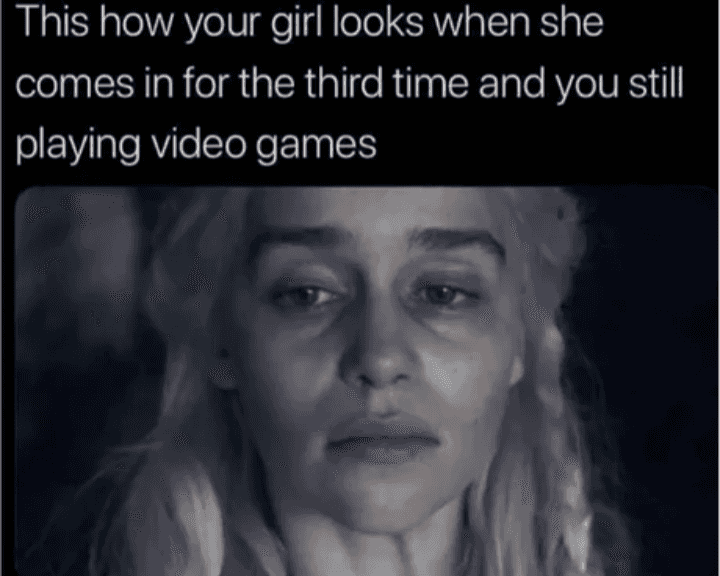 This how your girl looks when she
comes in for the third time and you still
playing video games